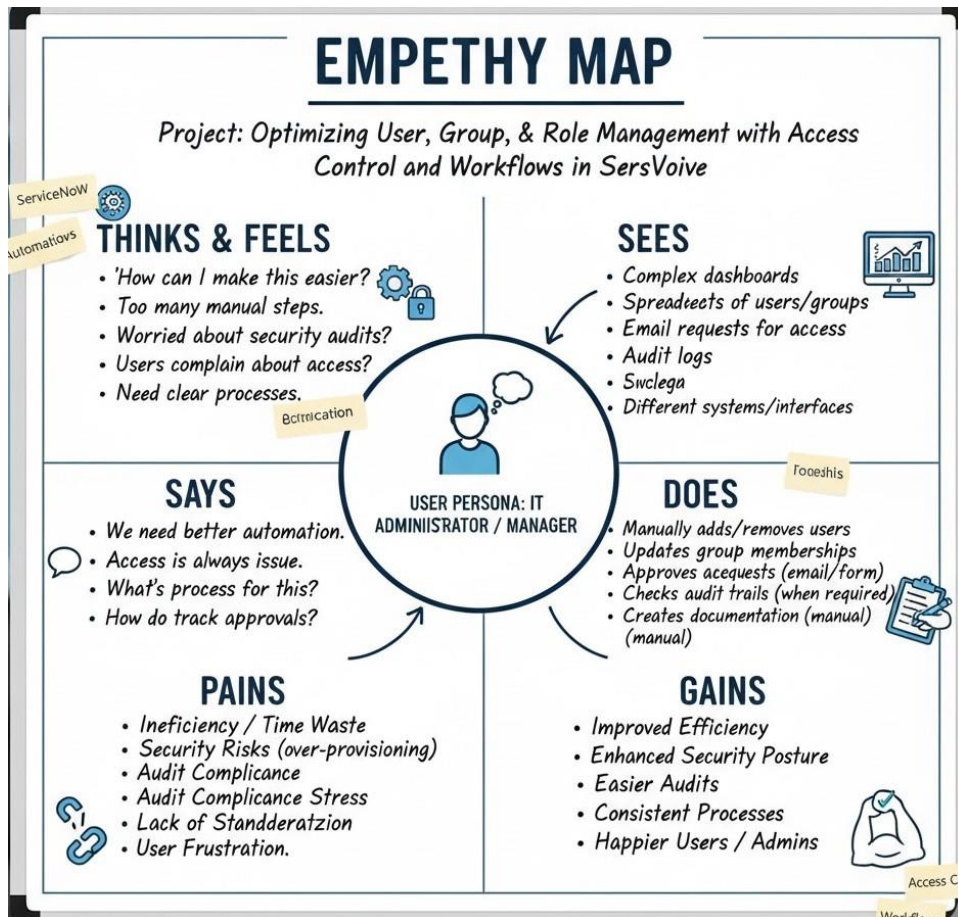 EMPETHY MAP
Project: Optimizing User, Group, & Role Management with Access
Control and Workflows in SersVoive
ServiceNoW
THINKS & FEELS
• 'How can I make this easier?
• Too many manual steps.
• Worried about security audits?
• Users complain about access?
• Need clear processes.
SEES
• Complex dashboards
• of users/groups
• Email requests for access
• Audit logs
• Swclega
• Different systems/interfaces
USER PERSONA: IT
ADMINIISTRATOR / MANAGER
SAYS
• We need better automation.
• Access is always issue.
• What's process for this?
• How do track approvals?
DOES
• Manually adds/removes users
• Updates group memberships
• Approves acequests (email/form)
• Checks audit trails (when required)
• Creates documentation (manual)
(manual)
PAINS
• Ineficiency / Time Waste
• Security Risks (over-provisioning)
• Audit Complicance
• Audit Complicance Stress
• Lack of Standderatzion
• User Frustration.
GAINS
• Improved Efficiency
• Enhanced Security Posture
• Easier Audits
• Consistent Processes
• Happier Users / Admins
Access C